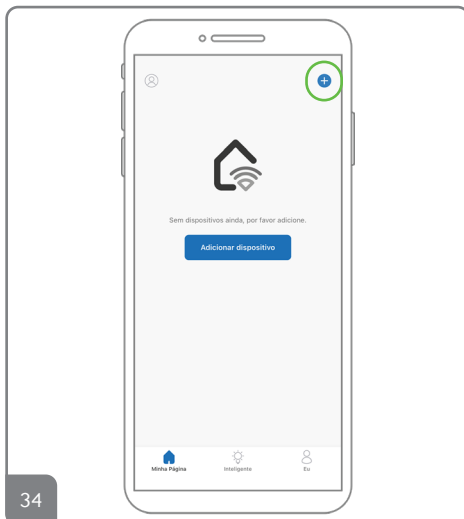 Sem dispositivos ainda, por favor adicione.
Adicionar dispositivo
Minha Página Inteligente Eu
34